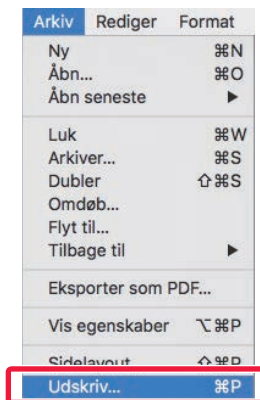 Arkiv Rediger Format
Ny ⌘N
Åbn... ⌘O
Åbn seneste ▶
Luk ⌘W
Arkiver... ⌘S
Dubler ⇧⌘S
Omdøb...
Flyt til...
Tilbage til ▶
Eksporter som PDF...
Vis egenskaber ⌥⌘P
Sidelayout ⇧⌘P
Udskriv... ⌘P